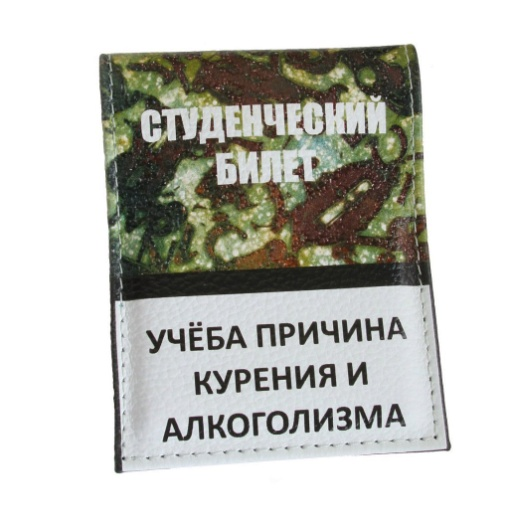 СТУДЕНЧЕСКИЙ
БИЛЕТ
УЧЁБА ПРИЧИНА
КУРЕНИЯ И
АЛКОГОЛИЗМА